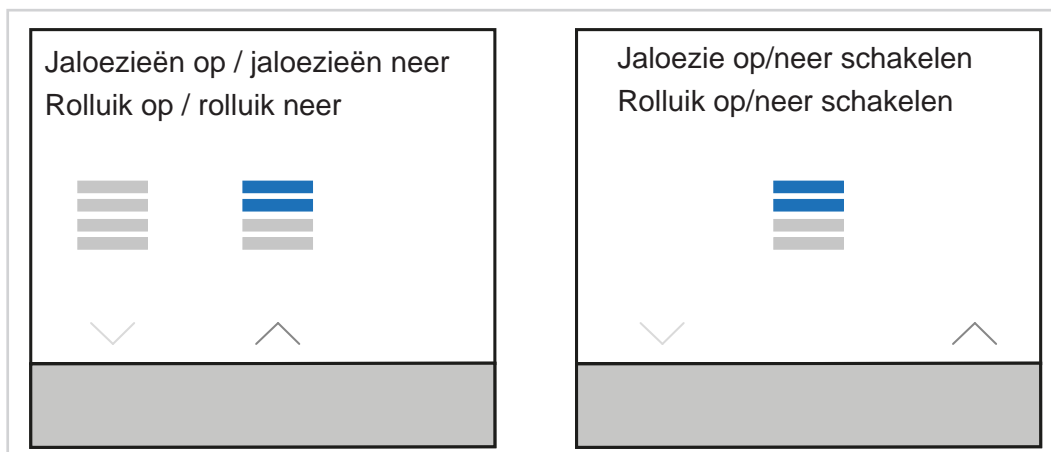 Jaloezieën op / jaloezieën neer
Rolluik op / rolluik neer
Jaloezie op/neer schakelen
Rolluik op/neer schakelen